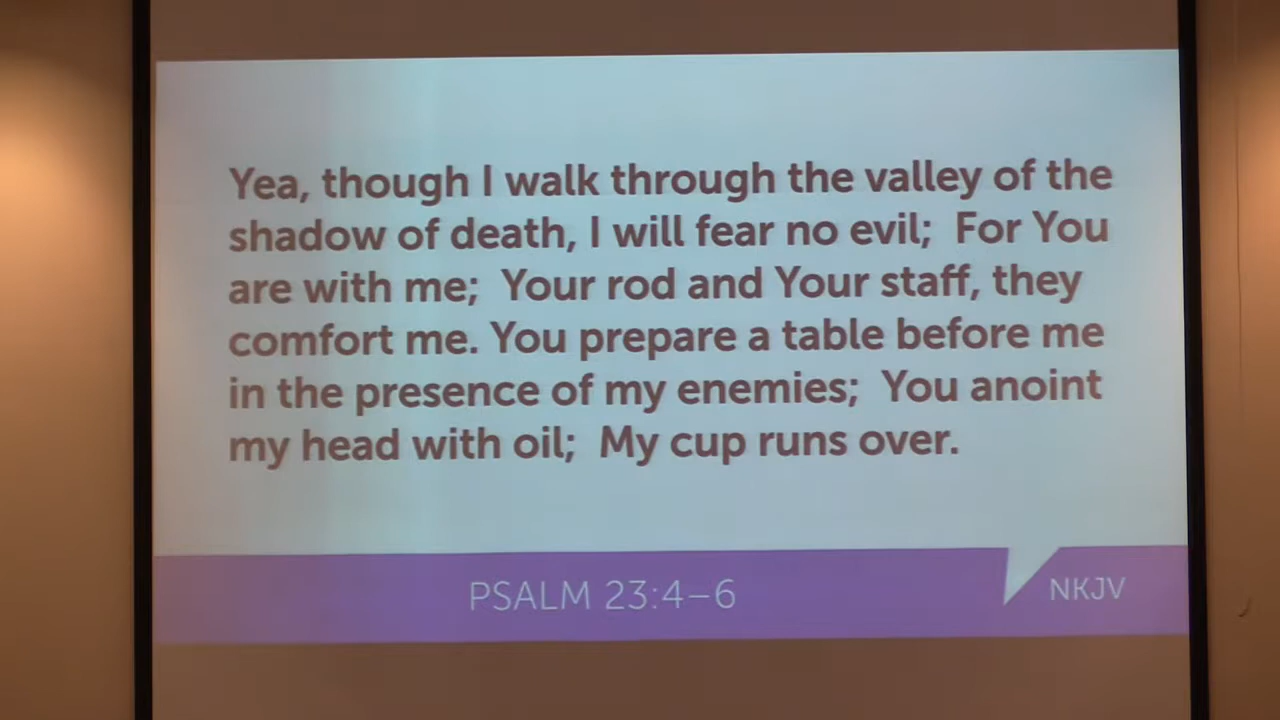 Yea, though I walk through the valley of the
shadow of death, I will fear no evil;  For You
are with me;  Your rod and Your staff, they
comfort me. You prepare a table before me
in the presence of my enemies;  You anoint
my head with oil;  My cup runs over.
PSALM 23:4–6
NKJV